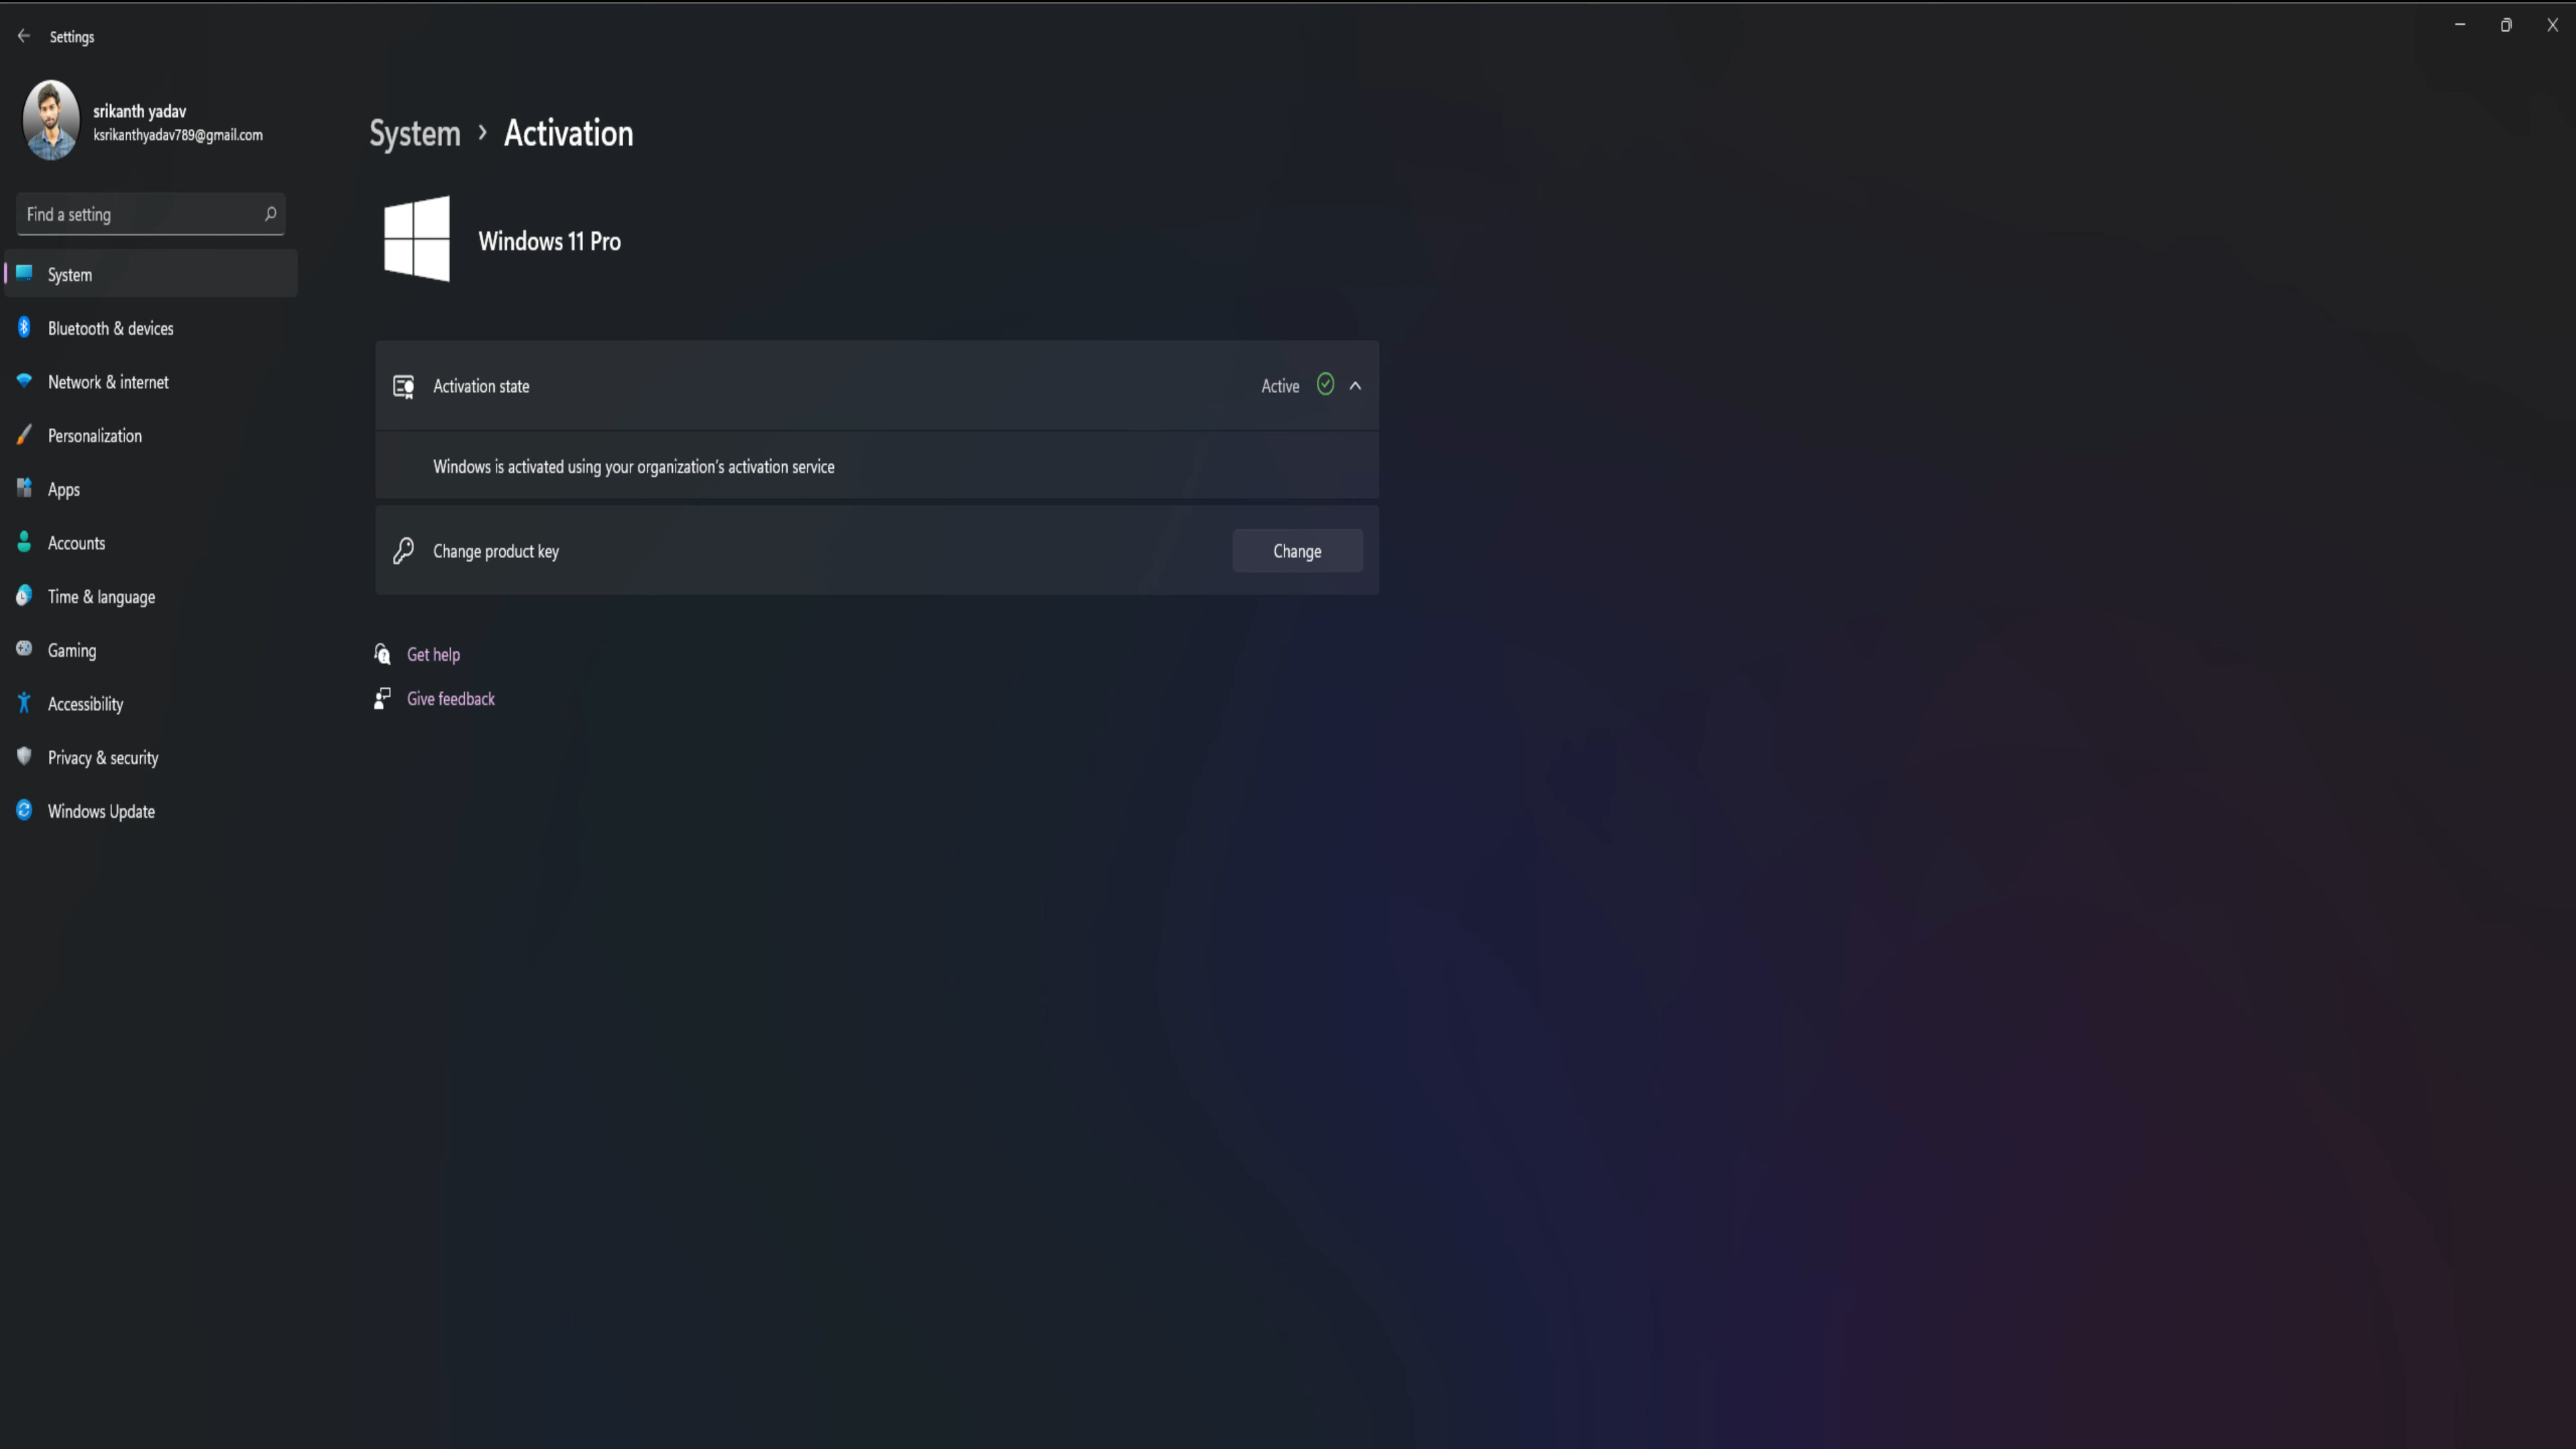 Settings
srikanth yadav
ksrikanthyadav789@gmail.com
Find a setting
System
Bluetooth & devices
Network & internet
Personalization
Apps
Accounts
Time & language
Gaming
Accessibility
Privacy & security
Windows Update
System > Activation
Windows 11 Pro
Activation state Active
Windows is activated using your organization's activation service
Change product key Change
Get help
Give feedback